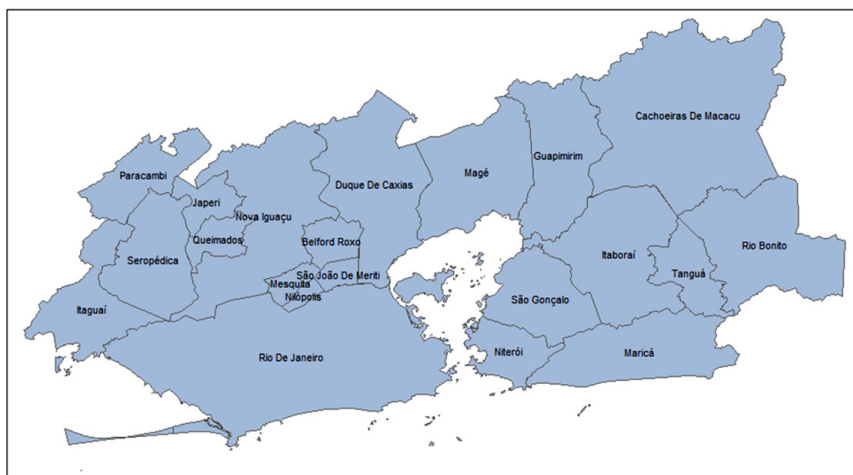 Cachoeiras De Macacu
Guapimirim
Magé
Paracambi
Duque De Caxias
Japeri
Nova Iguaçu
Queimados
Belford Roxo
Rio Bonito
Itaboraí
Seropédica
Tanguá
São João De Meriti
Mesquita
Nilópolis
São Gonçalo
Itaguaí
Rio De Janeiro
Niterói
Maricá